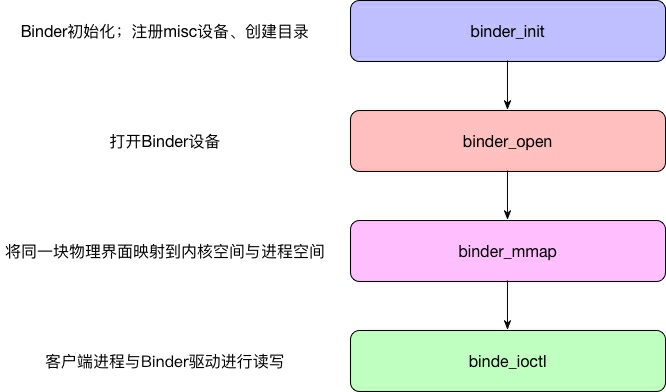 Binder初始化；注册misc设备、创建目录
binder_init
打开Binder设备
binder_open
将同一块物理界面映射到内核空间与进程空间
binder_mmap
客户端进程与Binder驱动进行读写
binde_ioctl